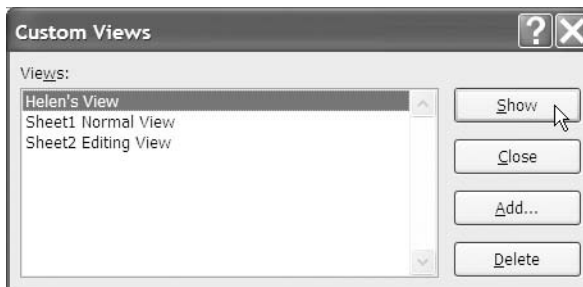 Custom Views
Views:
Helen's View
Sheet1 Normal View
Sheet2 Editing View
Show
Close
Add...
Delete